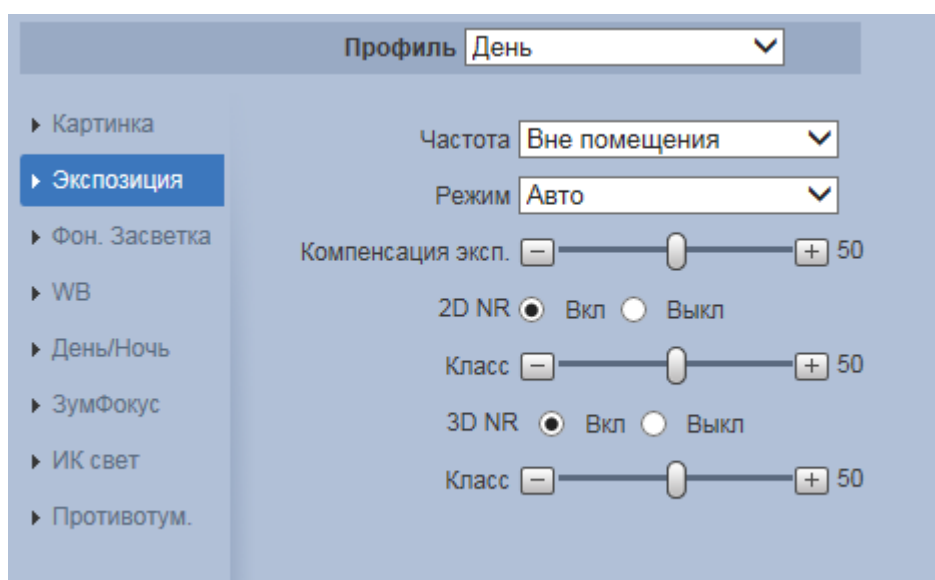 Профиль День
Картинка
Экспозиция
Фон. Засветка
WB
День/Ночь
ЗумФокус
ИК свет
Противотум.
Частота Вне помещения
Режим Авто
Компенсация эксп. 50
2D NR Вкл Выкл
Класс 50
3D NR Вкл Выкл
Класс 50